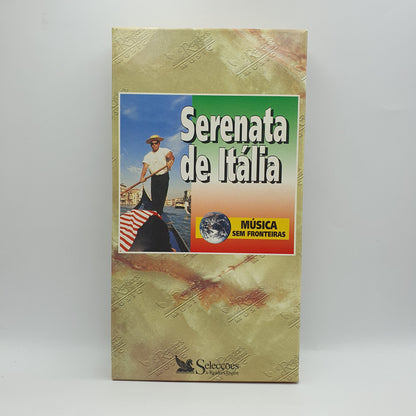 Serenata
de Itália
MÚSICA
SEM FRONTEIRAS
Selecções